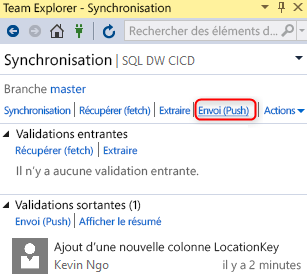 Team Explorer - Synchronisation
Rechercher des éléments d
Synchronisation | SQL DW CICD
Branche master
Synchronisation | Récupérer (fetch) | Extraire | Envoi (Push) | Actions
Validations entrantes
Récupérer (fetch) | Extraire
Il n'y a aucune validation entrante.
Validations sortantes (1)
Envoi (Push) | Afficher le résumé
Ajout d'une nouvelle colonne LocationKey
Kevin Ngo il y a 2 minutes